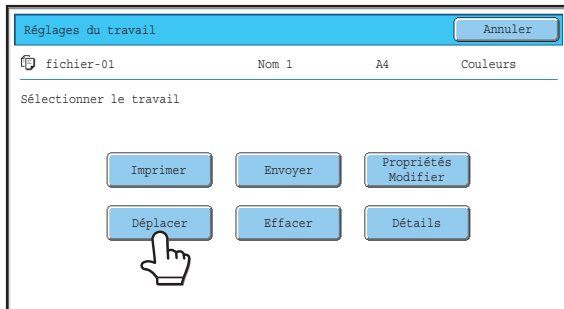 Réglages du travail Annuler
fichier-01 Nom 1 A4 Couleurs
Sélectionner le travail
Imprimer Envoyer Propriétés
Modifier
Déplacer Effacer Détails